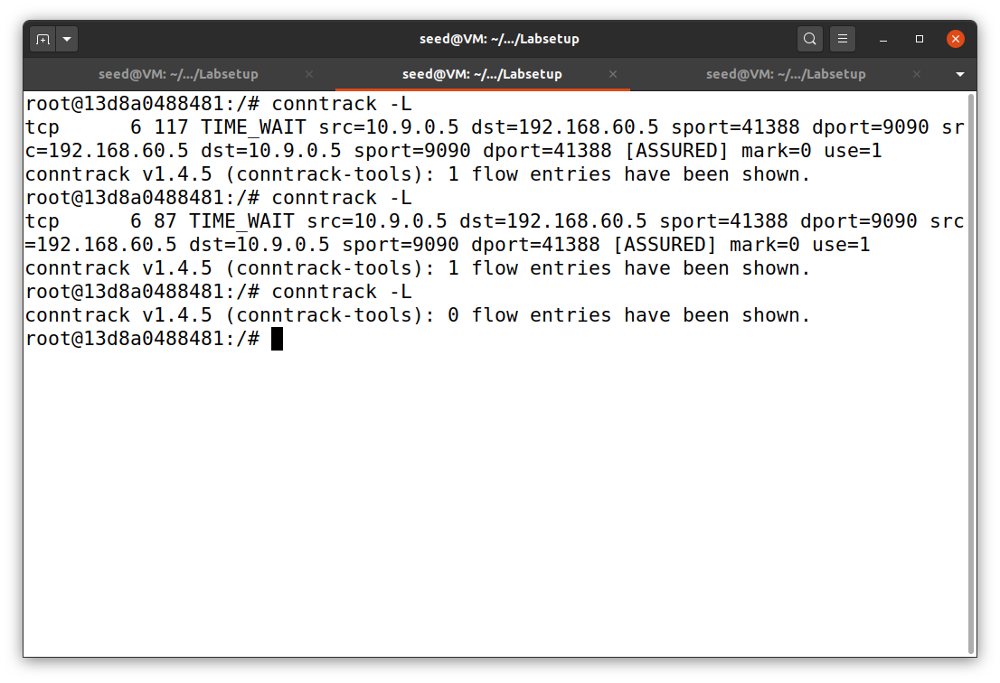 seed@VM: ~/.../Labsetup
seed@VM: ~/.../Labsetup seed@VM: ~/.../Labsetup seed@VM: ~/.../Labsetup
root@13d8a0488481:/# conntrack -L
tcp      6 117 TIME_WAIT src=10.9.0.5 dst=192.168.60.5 sport=41388 dport=9090 sr
c=192.168.60.5 dst=10.9.0.5 sport=9090 dport=41388 [ASSURED] mark=0 use=1
conntrack v1.4.5 (conntrack-tools): 1 flow entries have been shown.
root@13d8a0488481:/# conntrack -L
tcp      6 87 TIME_WAIT src=10.9.0.5 dst=192.168.60.5 sport=41388 dport=9090 src
=192.168.60.5 dst=10.9.0.5 sport=9090 dport=41388 [ASSURED] mark=0 use=1
conntrack v1.4.5 (conntrack-tools): 1 flow entries have been shown.
root@13d8a0488481:/# conntrack -L
conntrack v1.4.5 (conntrack-tools): 0 flow entries have been shown.
root@13d8a0488481:/#